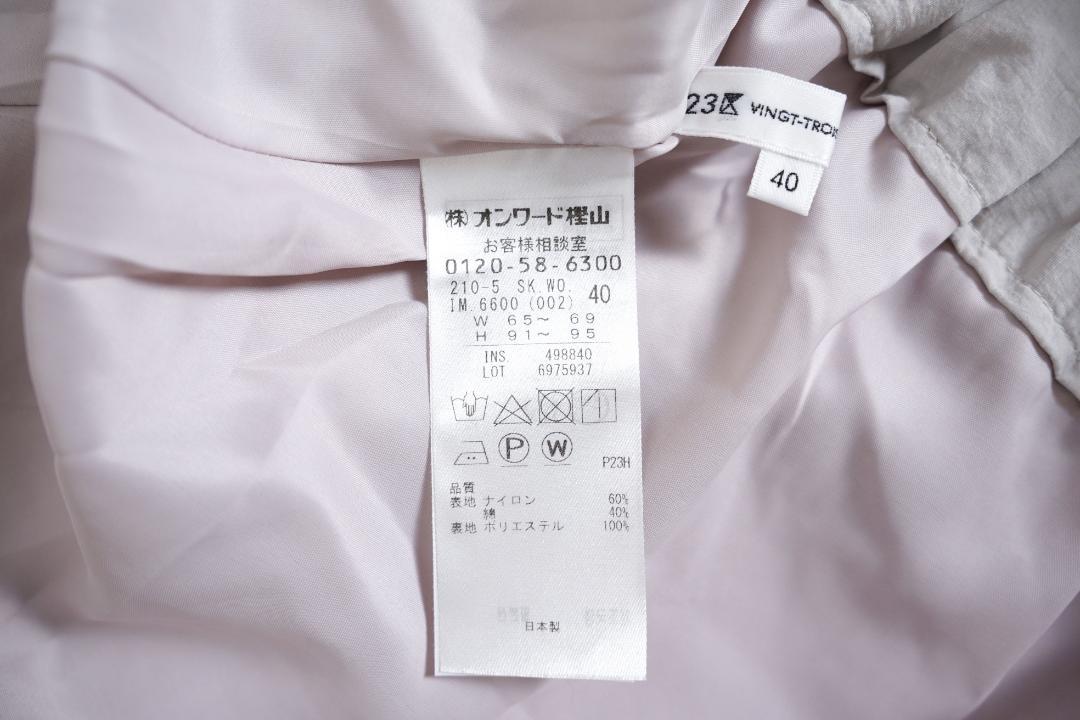 23区 VINGT-TROIS
40
(株)オンワード樫山
お客様相談室
0120-58-6300
210-5 SK.WO.
IM.6600 (002) 40
W 65〜 69
H 91〜 95
INS. 498840
LOT 6975937
P W
P23H
品質
表地 ナイロン 60%
綿 40%
裏地 ポリエステル 100%
日本製